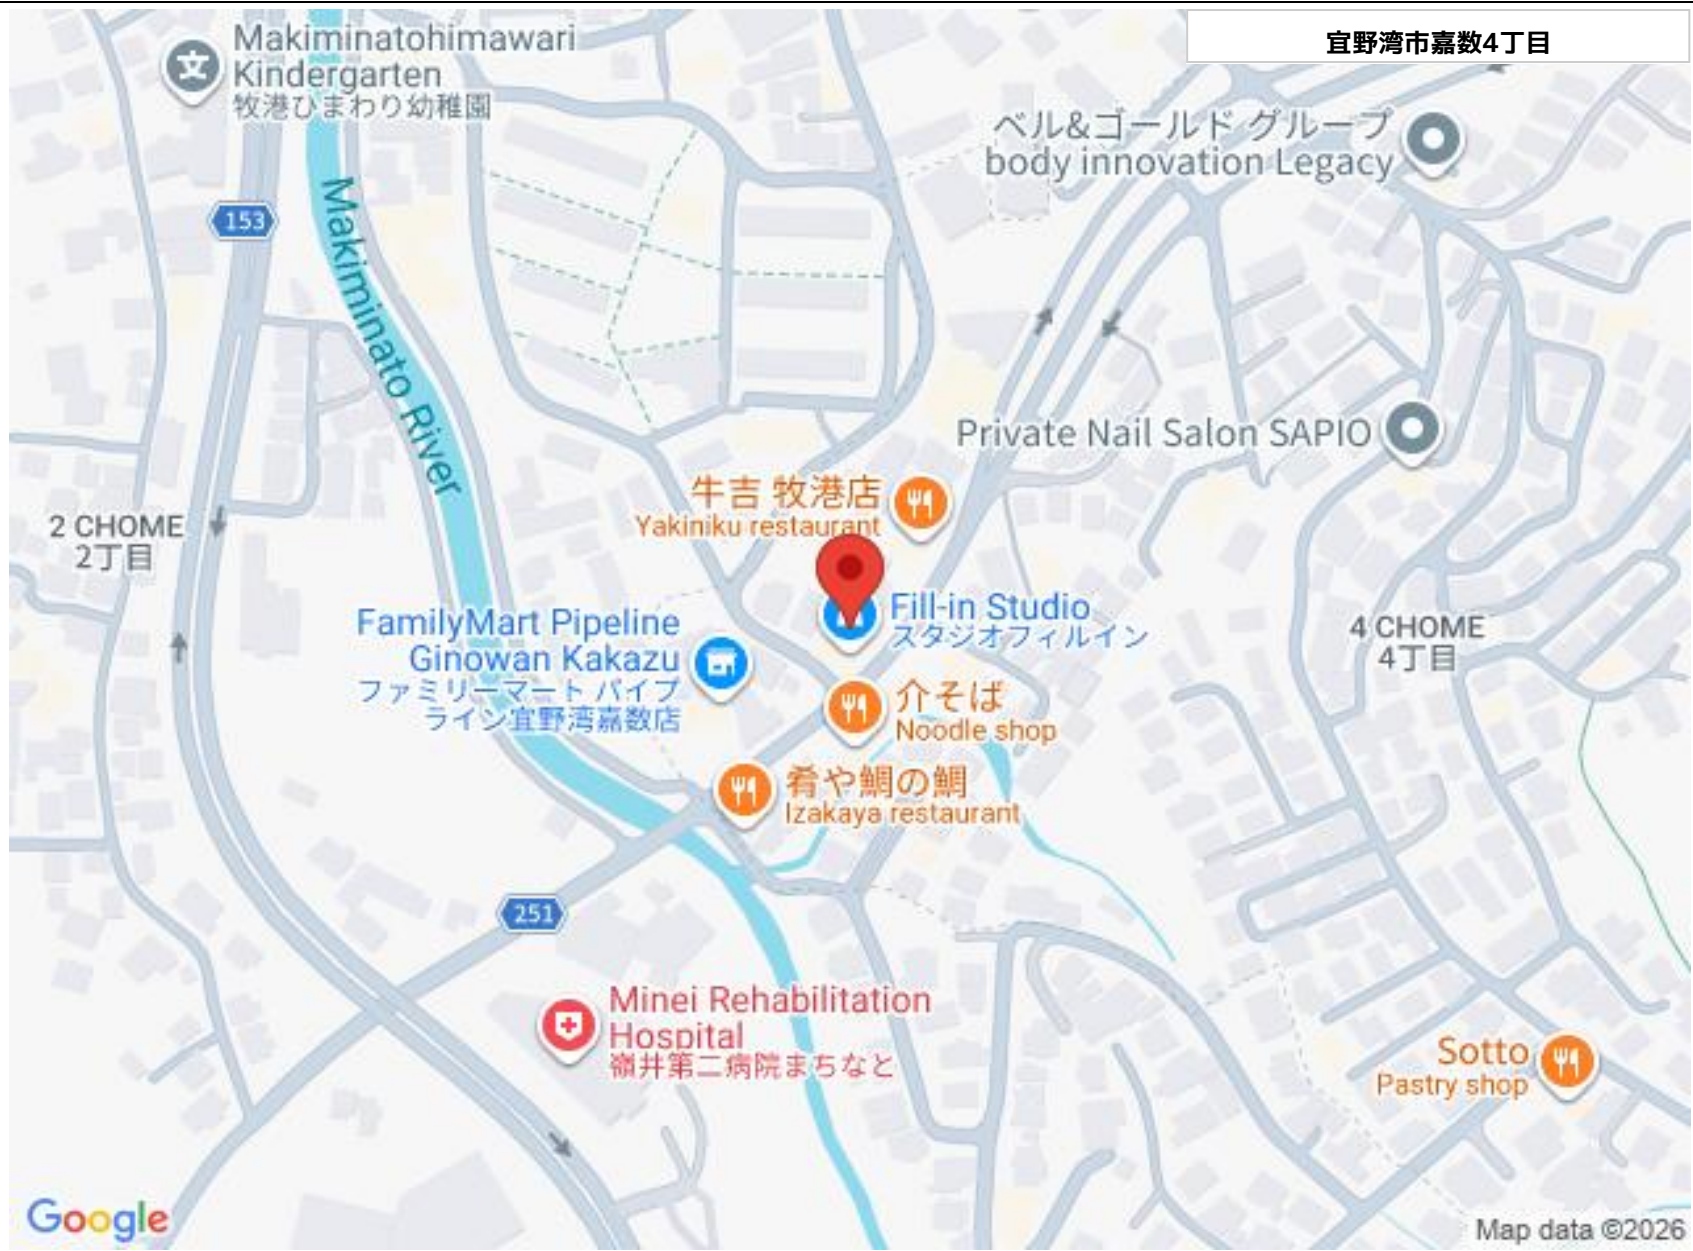 宜野湾市嘉数4丁目
Makiminatohimawari
Kindergarten
牧港ひまわり幼稚園
ベル&ゴールド グループ
body innovation Legacy
153
Makiminato River
Private Nail Salon SAPIO
牛吉 牧港店
Yakiniku restaurant
2 CHOME
2丁目
Fill-in Studio
スタジオフィルイン
FamilyMart Pipeline
Ginowan Kakazu
ファミリーマート パイプ
ライン宜野湾嘉数店
4 CHOME
4丁目
介そば
Noodle shop
肴や鯛の鯛
Izakaya restaurant
251
Minei Rehabilitation
Hospital
嶺井第二病院まちなと
Sotto
Pastry shop
Google
Map data ©2026